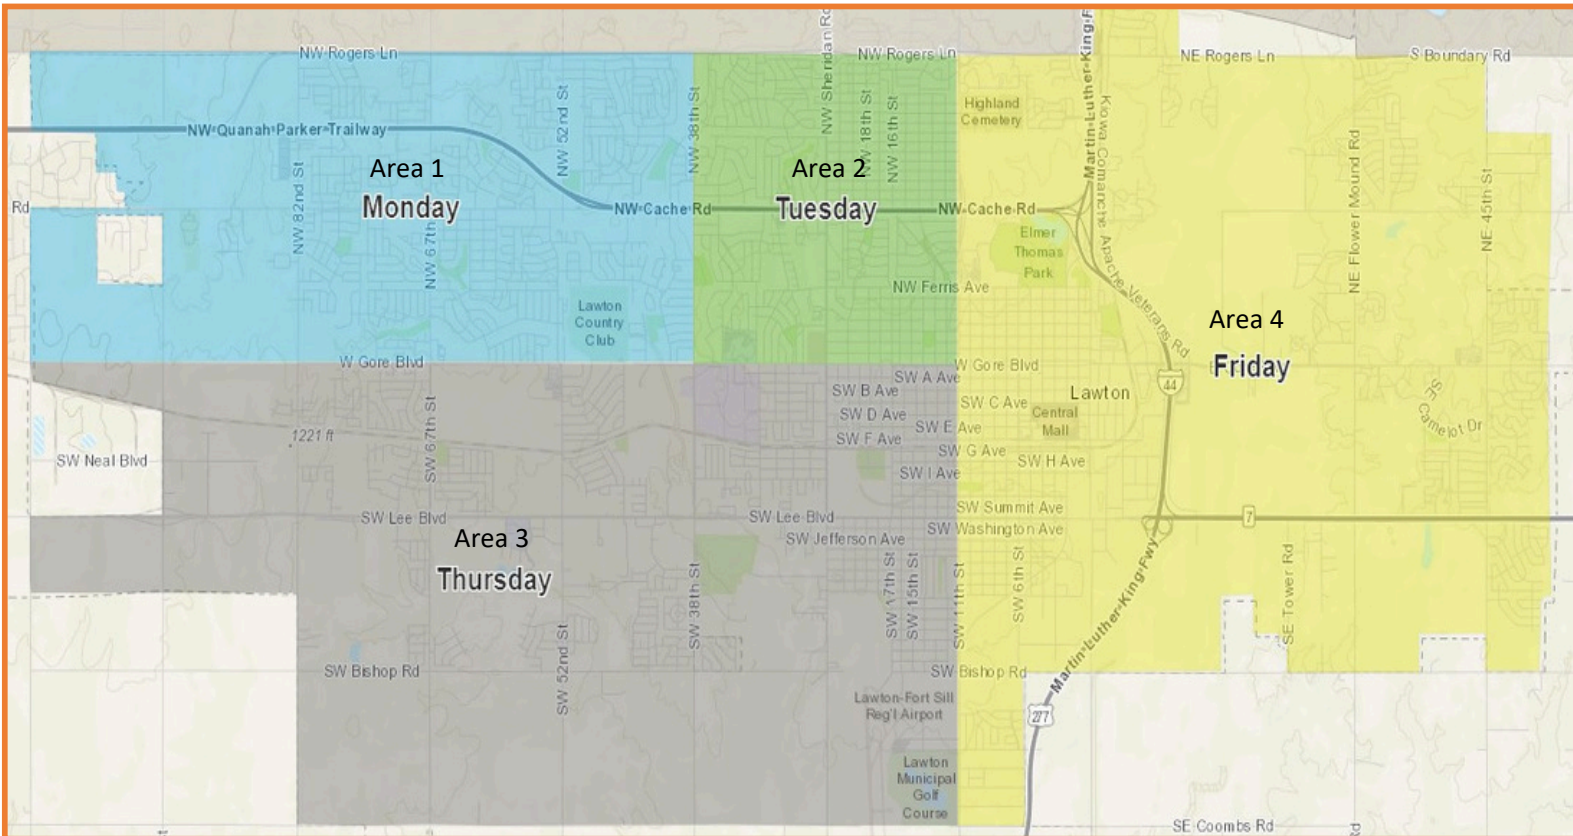 NW Rogers Ln
NW Sheridan Rd
NW Rogers Ln
Martin Luther King F
NE Rogers Ln
S Boundary Rd
NW Quanah Parker Trailway
NW 52nd St
NW 38th St
NW 18th St
NW 16th St
Highland
Cemetery
Kiowa Comanche Apache Veterans Rd
NE Flower Mound Rd
NE 45th St
Area 1
Monday
Area 2
Tuesday
Rd
NW 82nd St
NW 67th
NW Cache Rd
NW Cache Rd
Elmer
Thomas
Park
NW Ferris Ave
Lawton
Country
Club
Area 4
Friday
W Gore Blvd
W Gore Blvd
44
SW A Ave
SW B Ave
SW C Ave
Lawton
SW D Ave
Central
Mall
SW E Ave
SW F Ave
SE Camelot Dr
1221 ft
SW 67th St
SW G Ave
SW H Ave
SW I Ave
SW Neal Blvd
SW Summit Ave
SW Lee Blvd
SW Lee Blvd
SW Washington Ave
7
SW Jefferson Ave
Area 3
Thursday
SW 38th St
SW 17th St
SW 15th St
SW 11th St
SW 6th St
Martin Luther King Fwy
SE Tower Rd
SW 52nd St
SW Bishop Rd
SW Bishop Rd
Lawton-Fort Sill
Reg'l Airport
277
Lawton
Municipal
Golf
Course
SE Coombs Rd
Rd